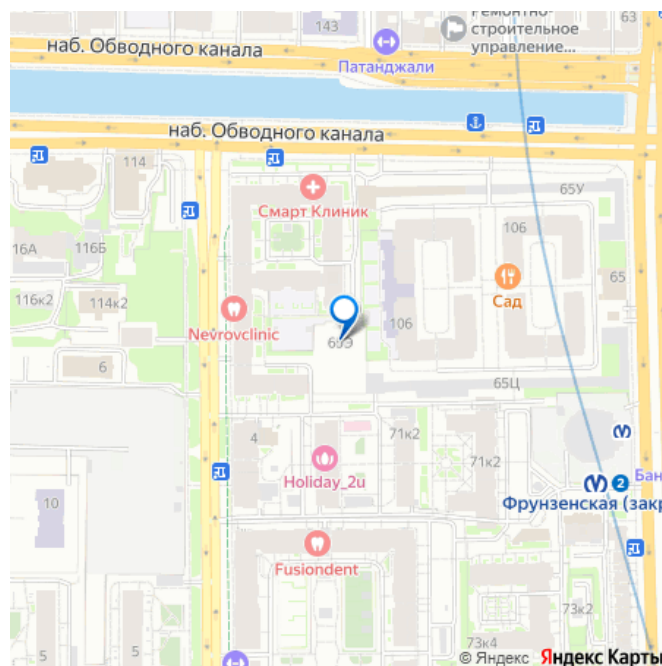 наб. Обводного канала
143
Ремонтно-
строительное
управление...
63
Патанджали
наб. Обводного канала
114
Смарт Клиник
65У
106
16А
116Б
65
116к2
114к2
Сад
Nevrovclinic
106
65Э
6
65Ц
4
71к2
71к2
Holiday_2u
2
Бан
Фрунзенская (закр
10
Fusiondent
73к2
5
5
73к4
© Яндекс Яндекс Карты